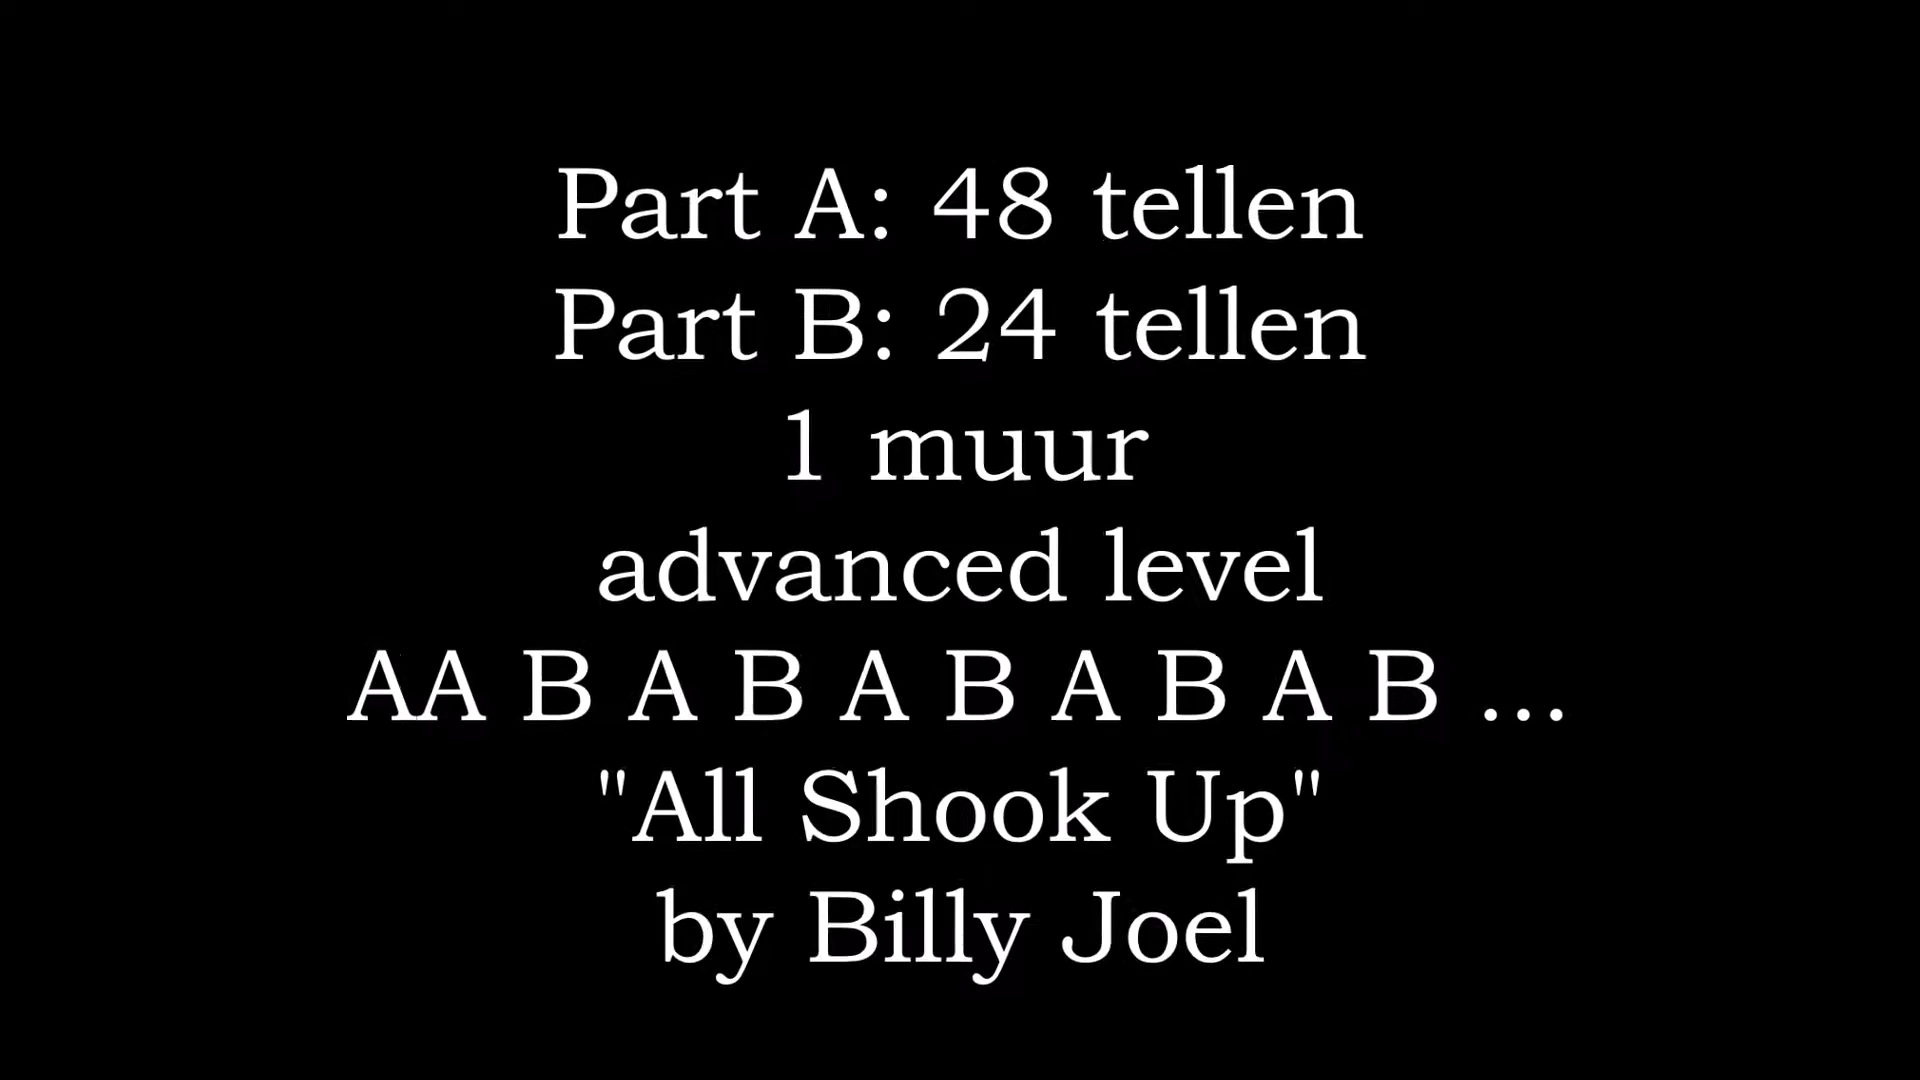 Part A: 48 tellen
Part B: 24 tellen
1 muur
advanced level
AA B A B A B A B A B ...
"All Shook Up"
by Billy Joel